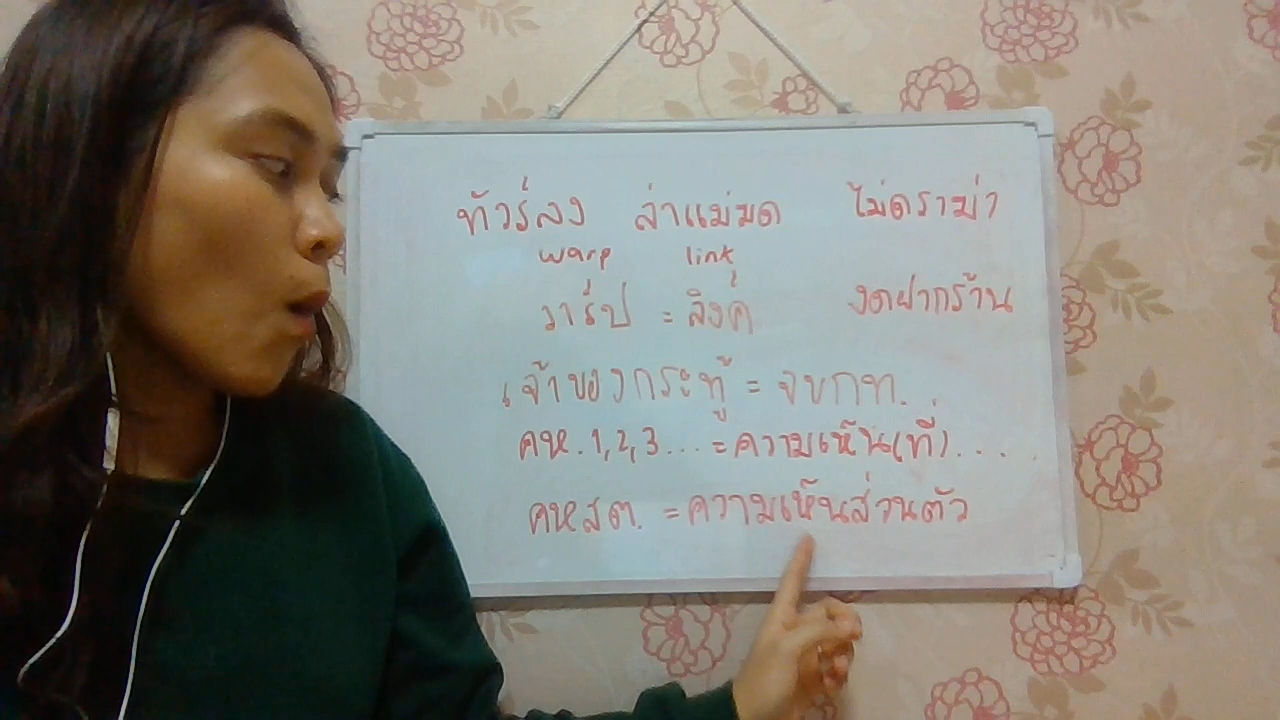 ทัวร์ลง ล่าแม่มด ไม่ดราม่า
warp link
วาร์ป = ลิงค์ งดฝากร้าน
เจ้าของกระทู้ = จขกท.
คห. 1,2,3... = ความเห็น(ที่)....
คหสต. = ความเห็นส่วนตัว